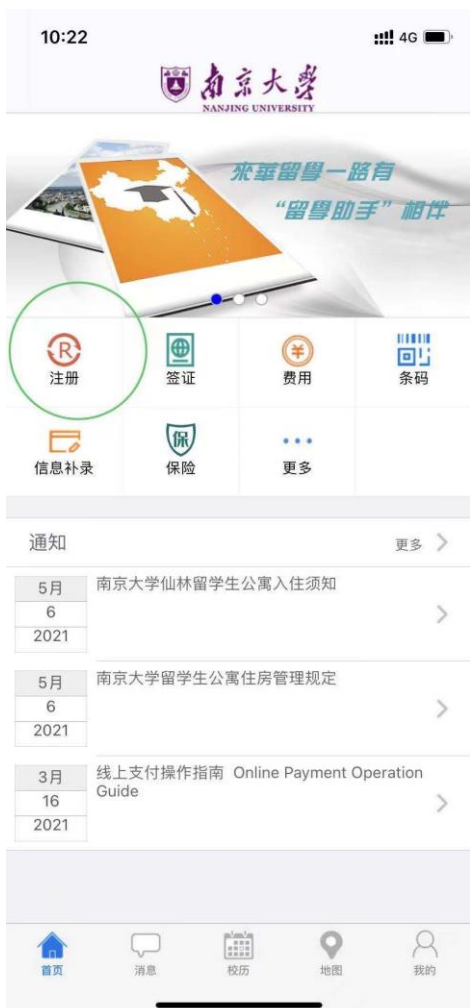 10:22
4G
南京大學
NANJING UNIVERSITY
來華留學一路有
“留學助手”相伴
R
注册
签证
¥
费用
条码
信息补录
保
保险
更多
通知
更多
5月
6
2021
南京大学仙林留学生公寓入住须知
5月
6
2021
南京大学留学生公寓住房管理规定
3月
16
2021
线上支付操作指南 Online Payment Operation
Guide
首页
消息
校历
地图
我的